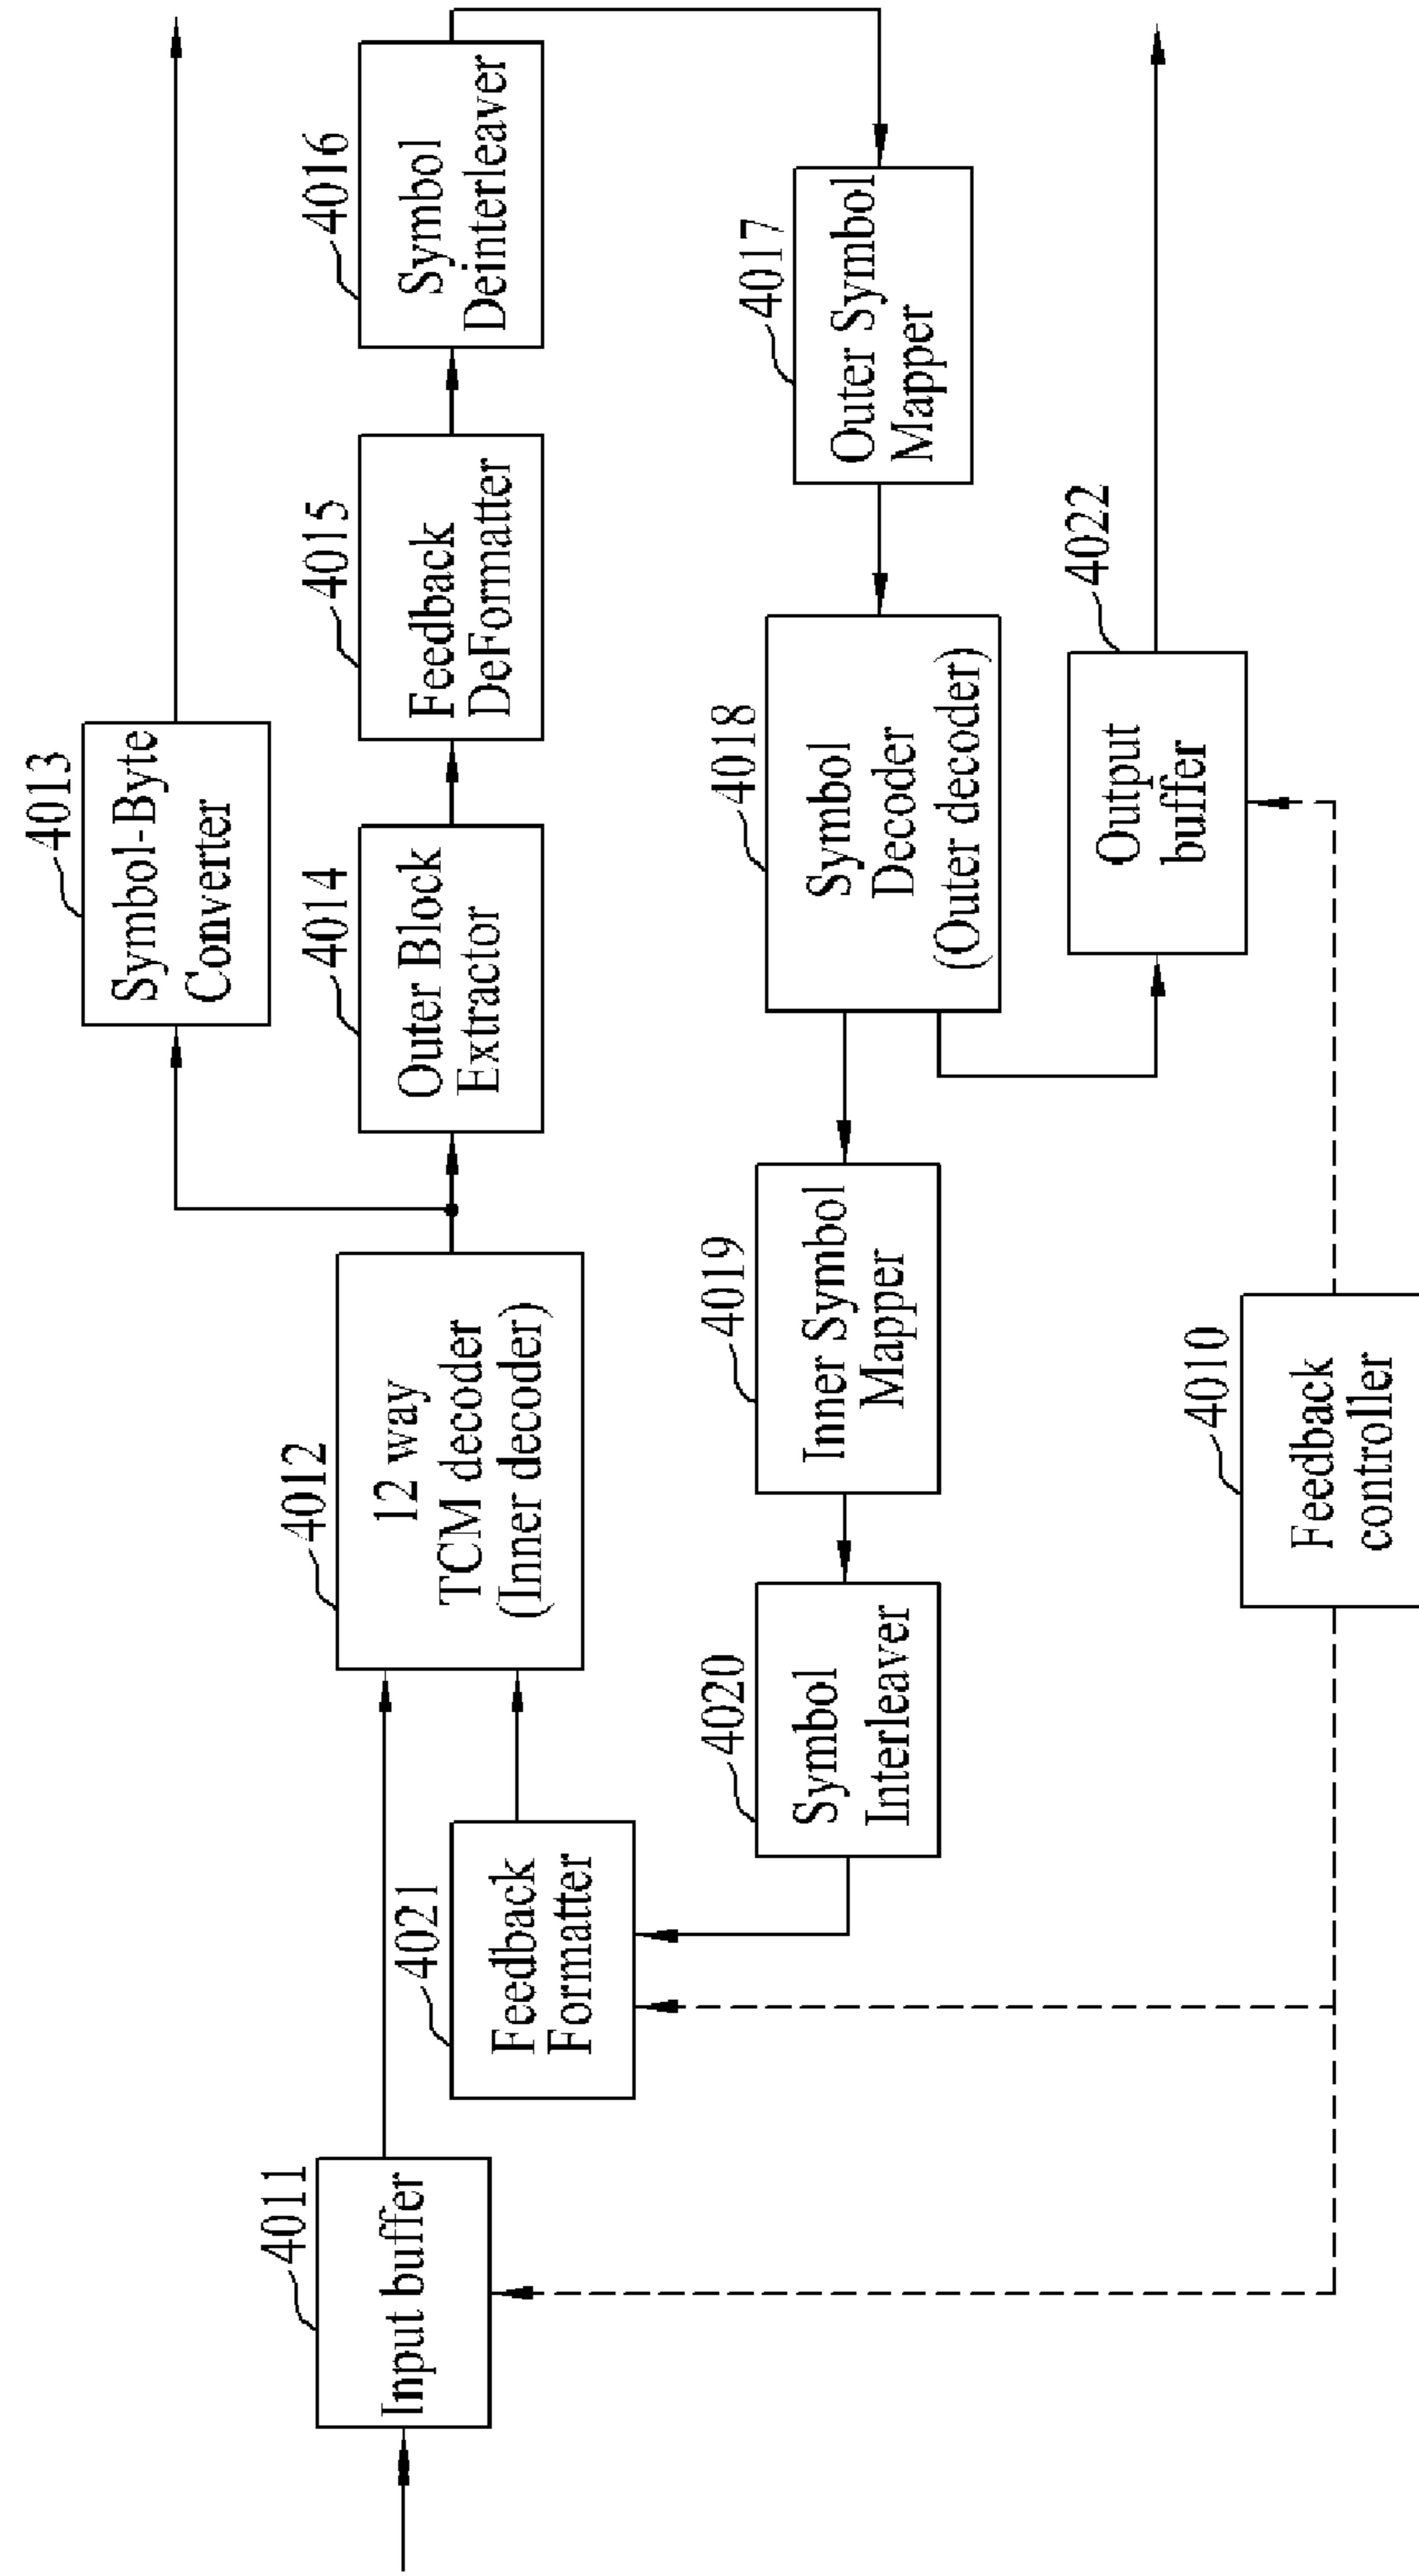 4013
Symbol-Byte
Converter
4011
Input buffer
4012
12 way
TCM decoder
(Inner decoder)
4014
Outer Block
Extractor
4015
Feedback
DeFormatter
4016
Symbol
Deinterleaver
4021
Feedback
Formatter
4020
Symbol
Interleaver
4019
Inner Symbol
Mapper
4018
Symbol
Decoder
(Outer decoder)
4017
Outer Symbol
Mapper
4022
Output
buffer
4010
Feedback
controller